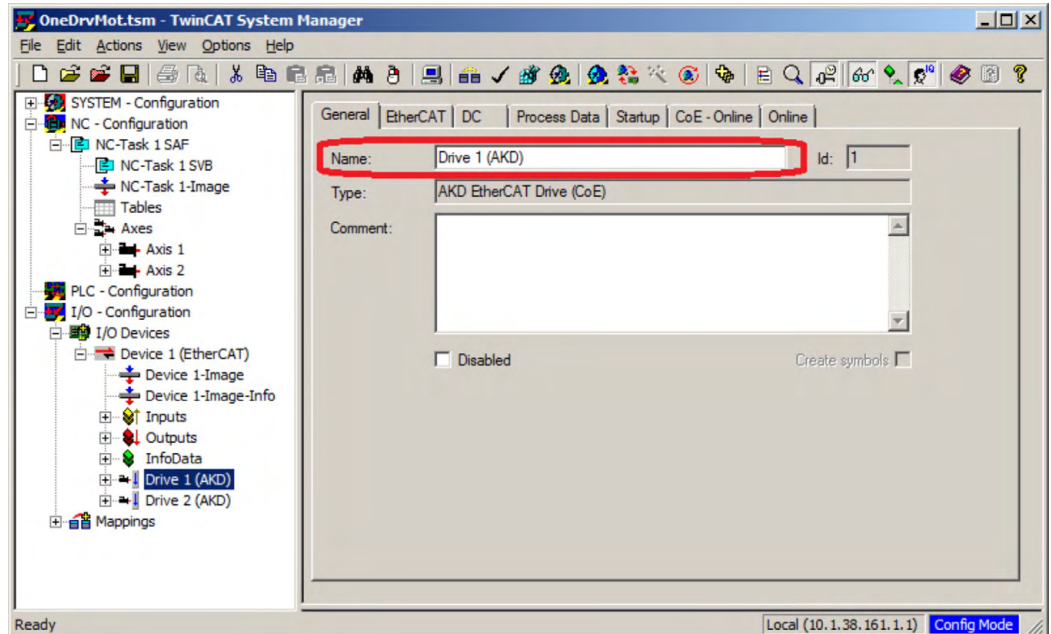 OneDrvMot.tsm - TwinCAT System Manager
File Edit Actions View Options Help
SYSTEM - Configuration
NC - Configuration
NC-Task 1 SAF
NC-Task 1 SVB
NC-Task 1-Image
Tables
Axes
Axis 1
Axis 2
PLC - Configuration
I/O - Configuration
I/O Devices
Device 1 (EtherCAT)
Device 1-Image
Device 1-Image-Info
Inputs
Outputs
InfoData
Drive 1 (AKD)
Drive 2 (AKD)
Mappings
General EtherCAT DC Process Data Startup CoE - Online Online
Name: Drive 1 (AKD) Id: 1
Type: AKD EtherCAT Drive (CoE)
Comment:
Disabled Create symbols
Ready Local (10.1.38.161.1.1) Config Mode